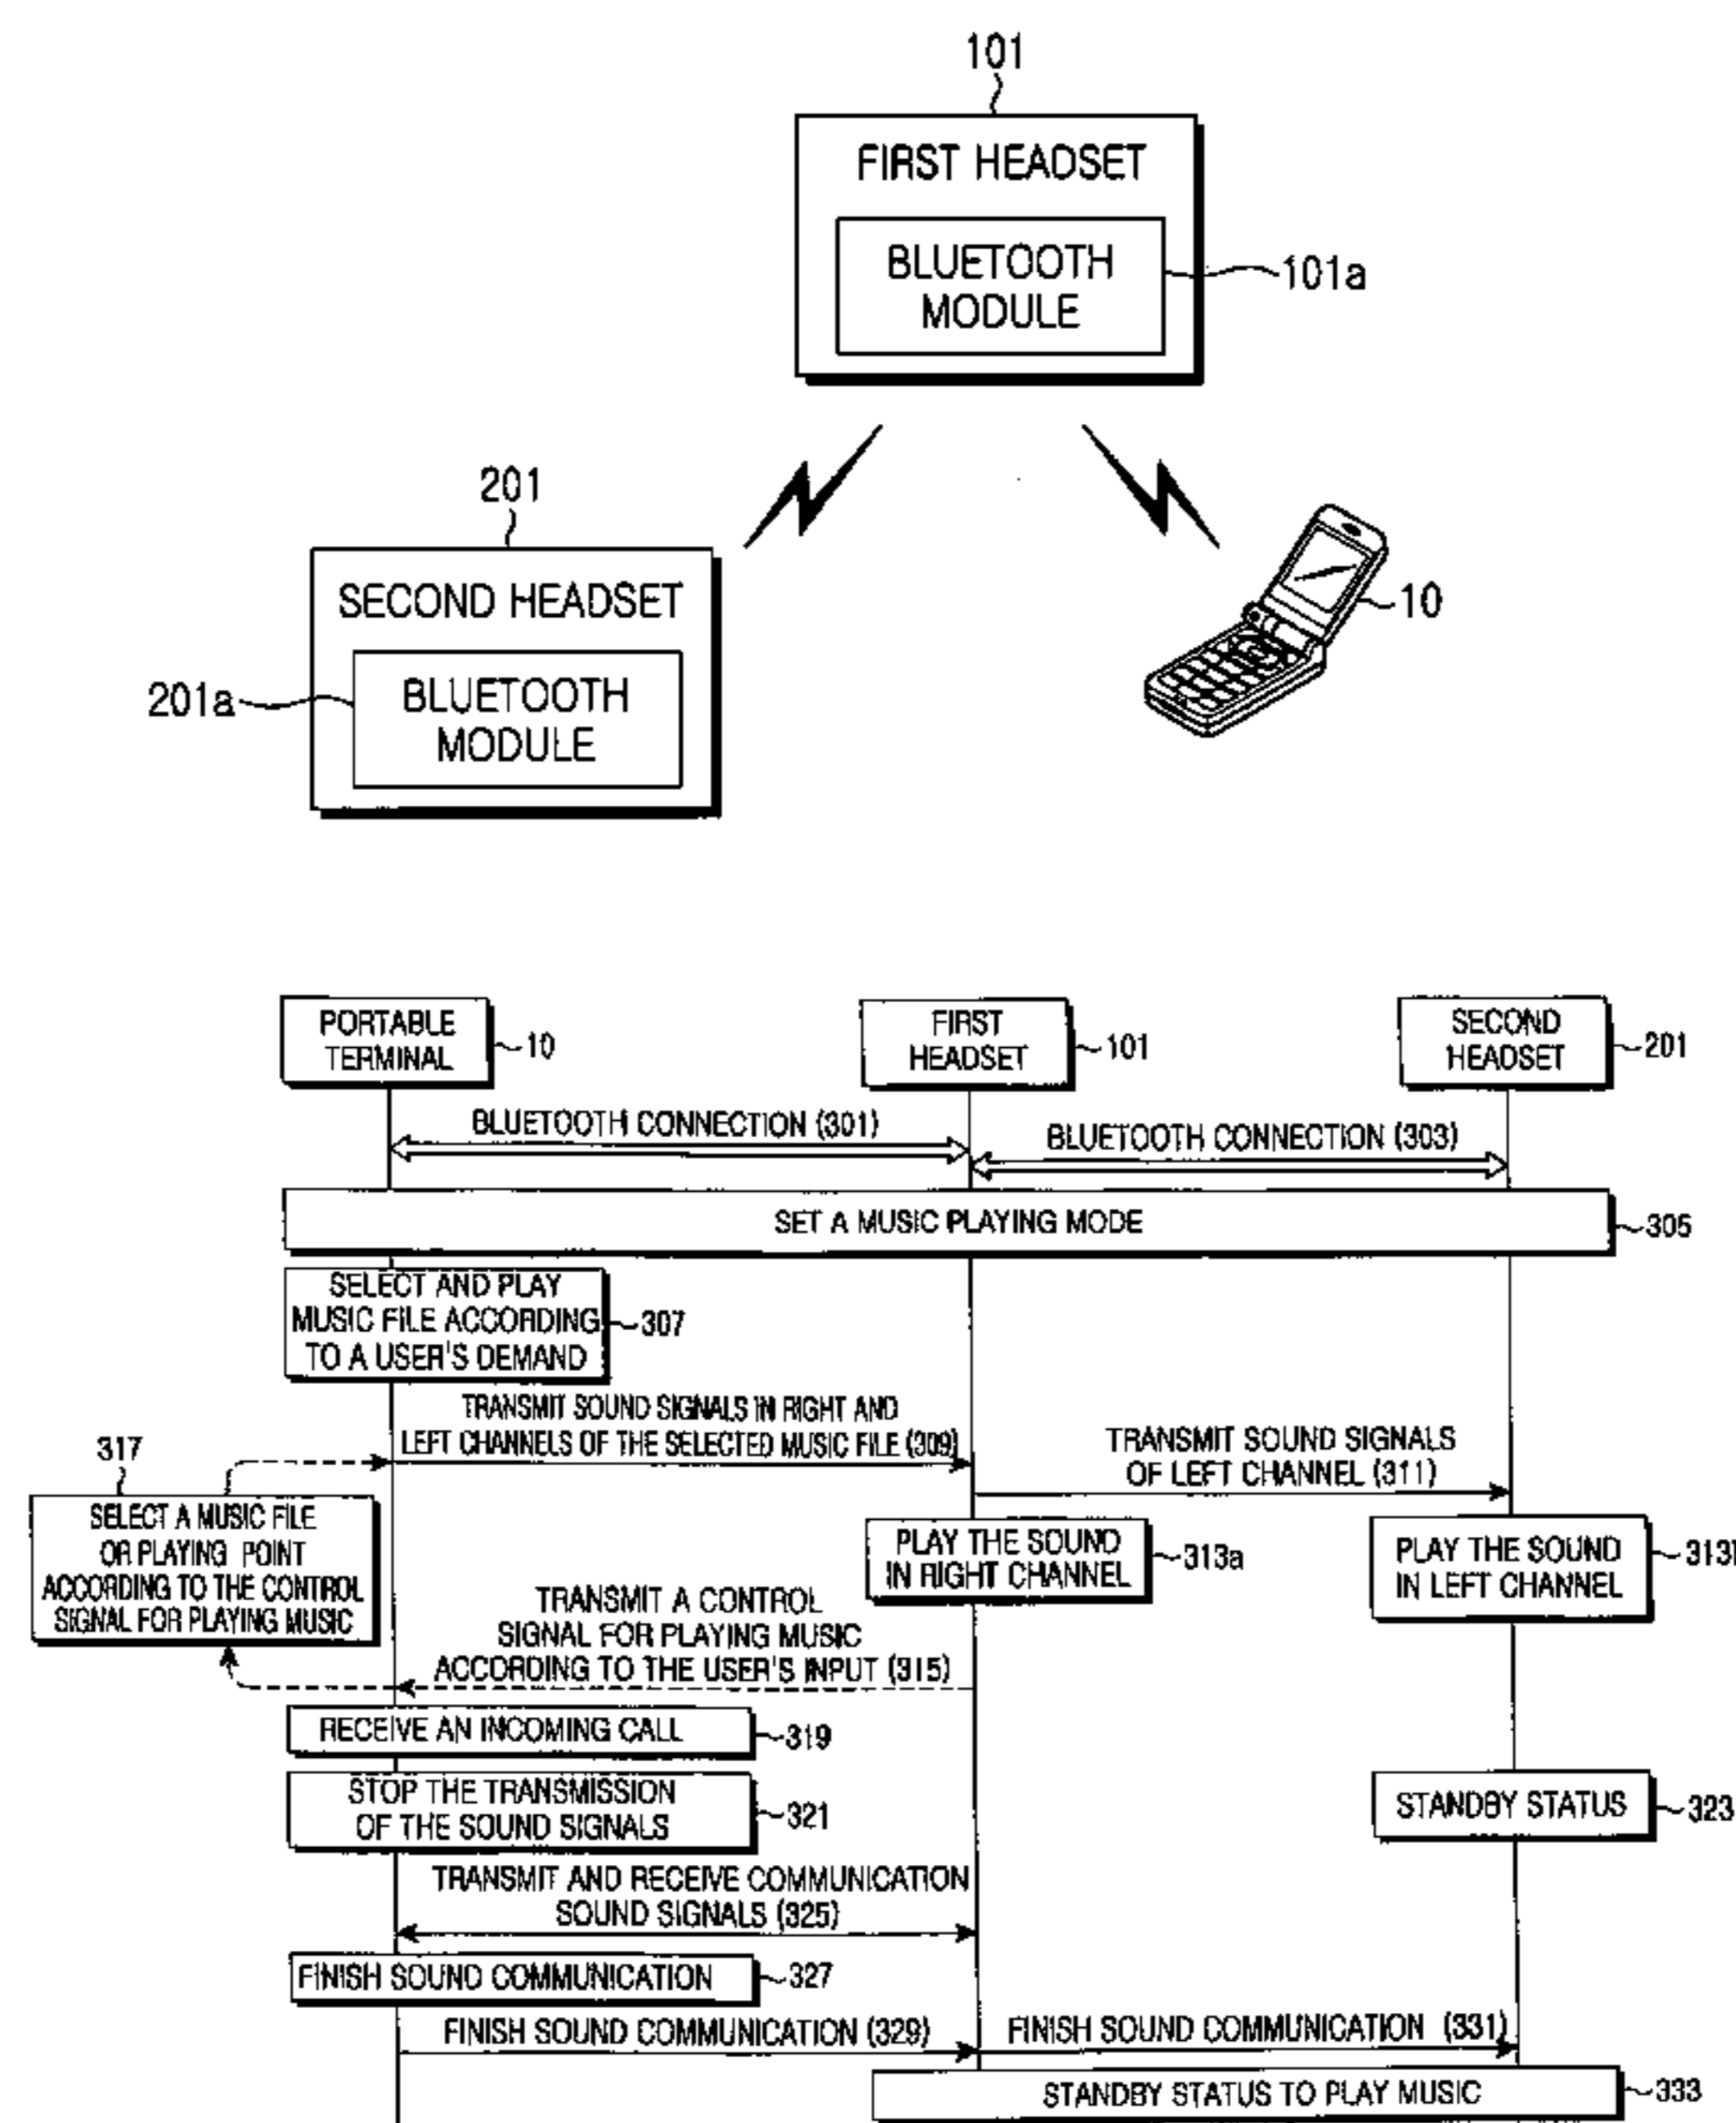 101
FIRST HEADSET
BLUETOOTH
MODULE
101a
201
SECOND HEADSET
201a
BLUETOOTH
MODULE
10
PORTABLE
TERMINAL
10
FIRST
HEADSET
101
SECOND
HEADSET
201
BLUETOOTH CONNECTION (301)
BLUETOOTH CONNECTION (303)
SET A MUSIC PLAYING MODE
305
SELECT AND PLAY
MUSIC FILE ACCORDING
TO A USER'S DEMAND
307
TRANSMIT SOUND SIGNALS IN RIGHT AND
LEFT CHANNELS OF THE SELECTED MUSIC FILE (309)
TRANSMIT SOUND SIGNALS
OF LEFT CHANNEL (311)
317
SELECT A MUSIC FILE
OR PLAYING POINT
ACCORDING TO THE CONTROL
SIGNAL FOR PLAYING MUSIC
PLAY THE SOUND
IN RIGHT CHANNEL
313a
PLAY THE SOUND
IN LEFT CHANNEL
TRANSMIT A CONTROL
SIGNAL FOR PLAYING MUSIC
ACCORDING TO THE USER'S INPUT (315)
RECEIVE AN INCOMING CALL
319
STOP THE TRANSMISSION
OF THE SOUND SIGNALS
321
STANDBY STATUS
323
TRANSMIT AND RECEIVE COMMUNICATION
SOUND SIGNALS (325)
FINISH SOUND COMMUNICATION
327
FINISH SOUND COMMUNICATION (329)
FINISH SOUND COMMUNICATION (331)
STANDBY STATUS TO PLAY MUSIC
333